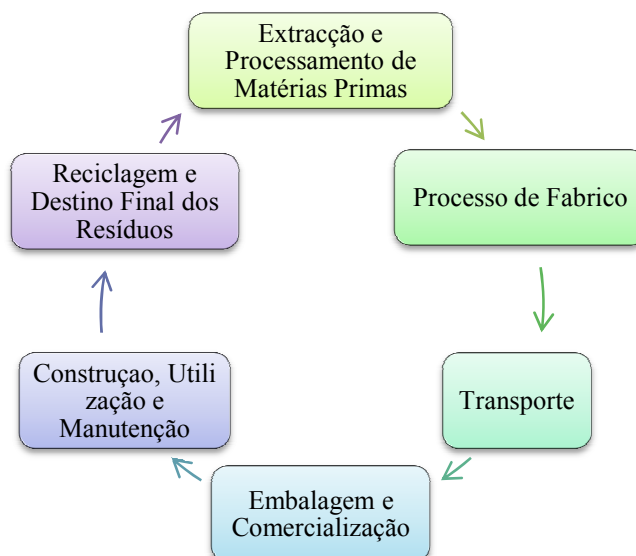 Extracção e
Processamento de
Matérias Primas
Processo de Fabrico
Transporte
Embalagem e
Comercialização
Construçao, Utili
zação e
Manutenção
Reciclagem e
Destino Final dos
Resíduos